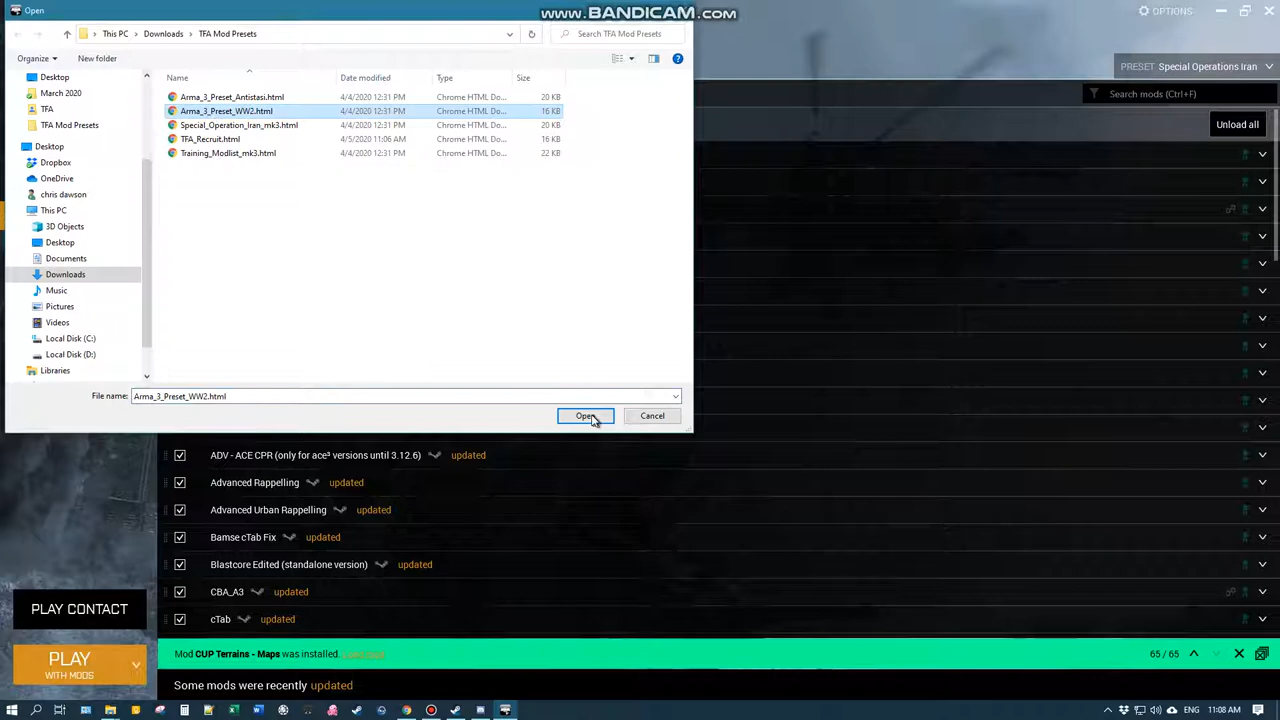 Open
www.BANDICAM.com
OPTIONS
This PC
Downloads
TFA Mod Presets
Search TFA Mod Presets
PRESET Special Operations Iran
Organize
New folder
Search mods (Ctrl+F)
Unload all
Name
Date modified
Type
Size
Arma_3_Preset_Antistasi.html 4/4/2020 12:31 PM Chrome HTML Do... 20 KB
Arma_3_Preset_WW2.html 4/4/2020 12:31 PM Chrome HTML Do... 16 KB
Special_Operation_Iran_mk3.html 4/4/2020 12:31 PM Chrome HTML Do... 20 KB
TFA_Recruit.html 4/5/2020 11:06 AM Chrome HTML Do... 16 KB
Training_Modlist_mk3.html 4/4/2020 12:31 PM Chrome HTML Do... 22 KB
Desktop
March 2020
TFA
TFA Mod Presets
Desktop
Dropbox
OneDrive
chris dawson
This PC
3D Objects
Desktop
Documents
Downloads
Music
Pictures
Videos
Local Disk (C:)
Local Disk (D:)
Libraries
File name: Arma_3_Preset_WW2.html
Open
Cancel
ADV - ACE CPR (only for ace³ versions until 3.12.6) updated
Advanced Rappelling updated
Advanced Urban Rappelling updated
Bamse cTab Fix updated
Blastcore Edited (standalone version) updated
CBA_A3 updated
cTab updated
PLAY CONTACT
PLAY
WITH MODS
Mod CUP Terrains - Maps was installed.
65 / 65
Some mods were recently updated
ENG
11:08 AM